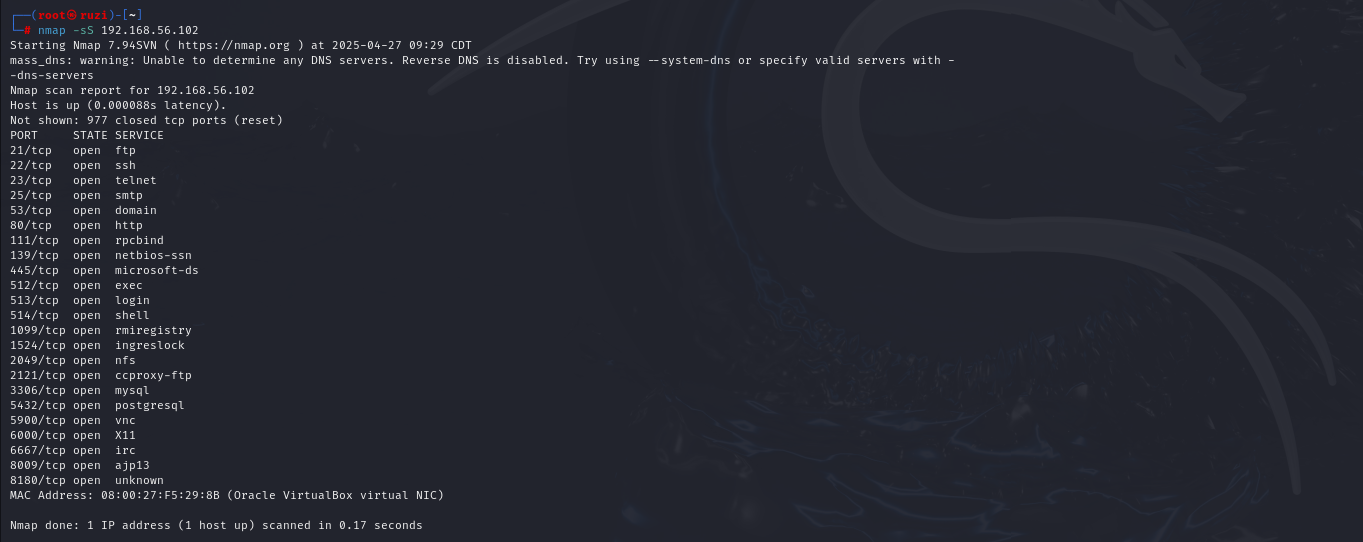 ┌──(root㉿ruzi)-[~]
└─# nmap -sS 192.168.56.102
Starting Nmap 7.94SVN ( https://nmap.org ) at 2025-04-27 09:29 CDT
mass_dns: warning: Unable to determine any DNS servers. Reverse DNS is disabled. Try using --system-dns or specify valid servers with -
-dns-servers
Nmap scan report for 192.168.56.102
Host is up (0.000088s latency).
Not shown: 977 closed tcp ports (reset)
PORT     STATE SERVICE
21/tcp   open  ftp
22/tcp   open  ssh
23/tcp   open  telnet
25/tcp   open  smtp
53/tcp   open  domain
80/tcp   open  http
111/tcp  open  rpcbind
139/tcp  open  netbios-ssn
445/tcp  open  microsoft-ds
512/tcp  open  exec
513/tcp  open  login
514/tcp  open  shell
1099/tcp open  rmiregistry
1524/tcp open  ingreslock
2049/tcp open  nfs
2121/tcp open  ccproxy-ftp
3306/tcp open  mysql
5432/tcp open  postgresql
5900/tcp open  vnc
6000/tcp open  X11
6667/tcp open  irc
8009/tcp open  ajp13
8180/tcp open  unknown
MAC Address: 08:00:27:F5:29:8B (Oracle VirtualBox virtual NIC)

Nmap done: 1 IP address (1 host up) scanned in 0.17 seconds